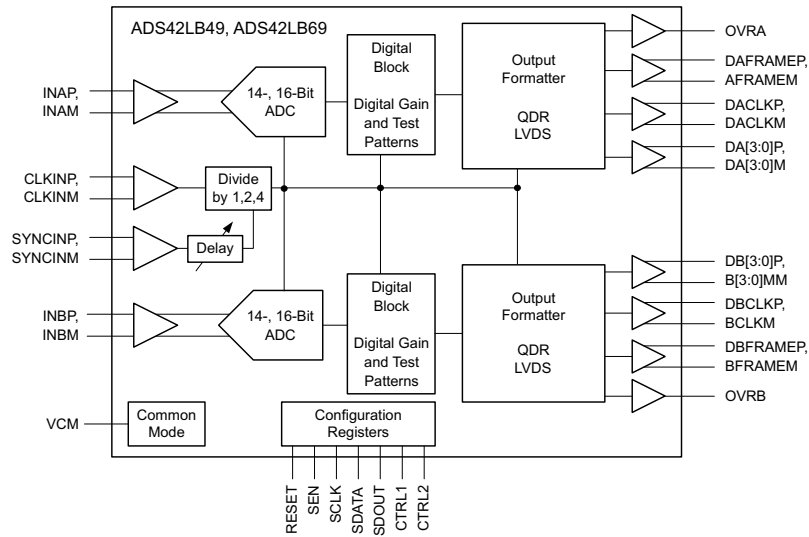 ADS42LB49, ADS42LB69
INAP,
INAM
14-, 16-Bit
ADC
Digital
Block
Digital Gain
and Test
Patterns
Output
Formatter
QDR
LVDS
OVRA
DAFRAMEP,
AFRAMEM
DACLKP,
DACLKM
DA[3:0]P,
DA[3:0]M
CLKINP,
CLKINM
Divide
by 1,2,4
SYNCINP,
SYNCINM
Delay
INBP,
INBM
14-, 16-Bit
ADC
Digital
Block
Digital Gain
and Test
Patterns
Output
Formatter
QDR
LVDS
DB[3:0]P,
B[3:0]MM
DBCLKP,
BCLKM
DBFRAMEP,
BFRAMEM
OVRB
VCM
Common
Mode
Configuration
Registers
RESET
SEN
SCLK
SDATA
SDOUT
CTRL1
CTRL2